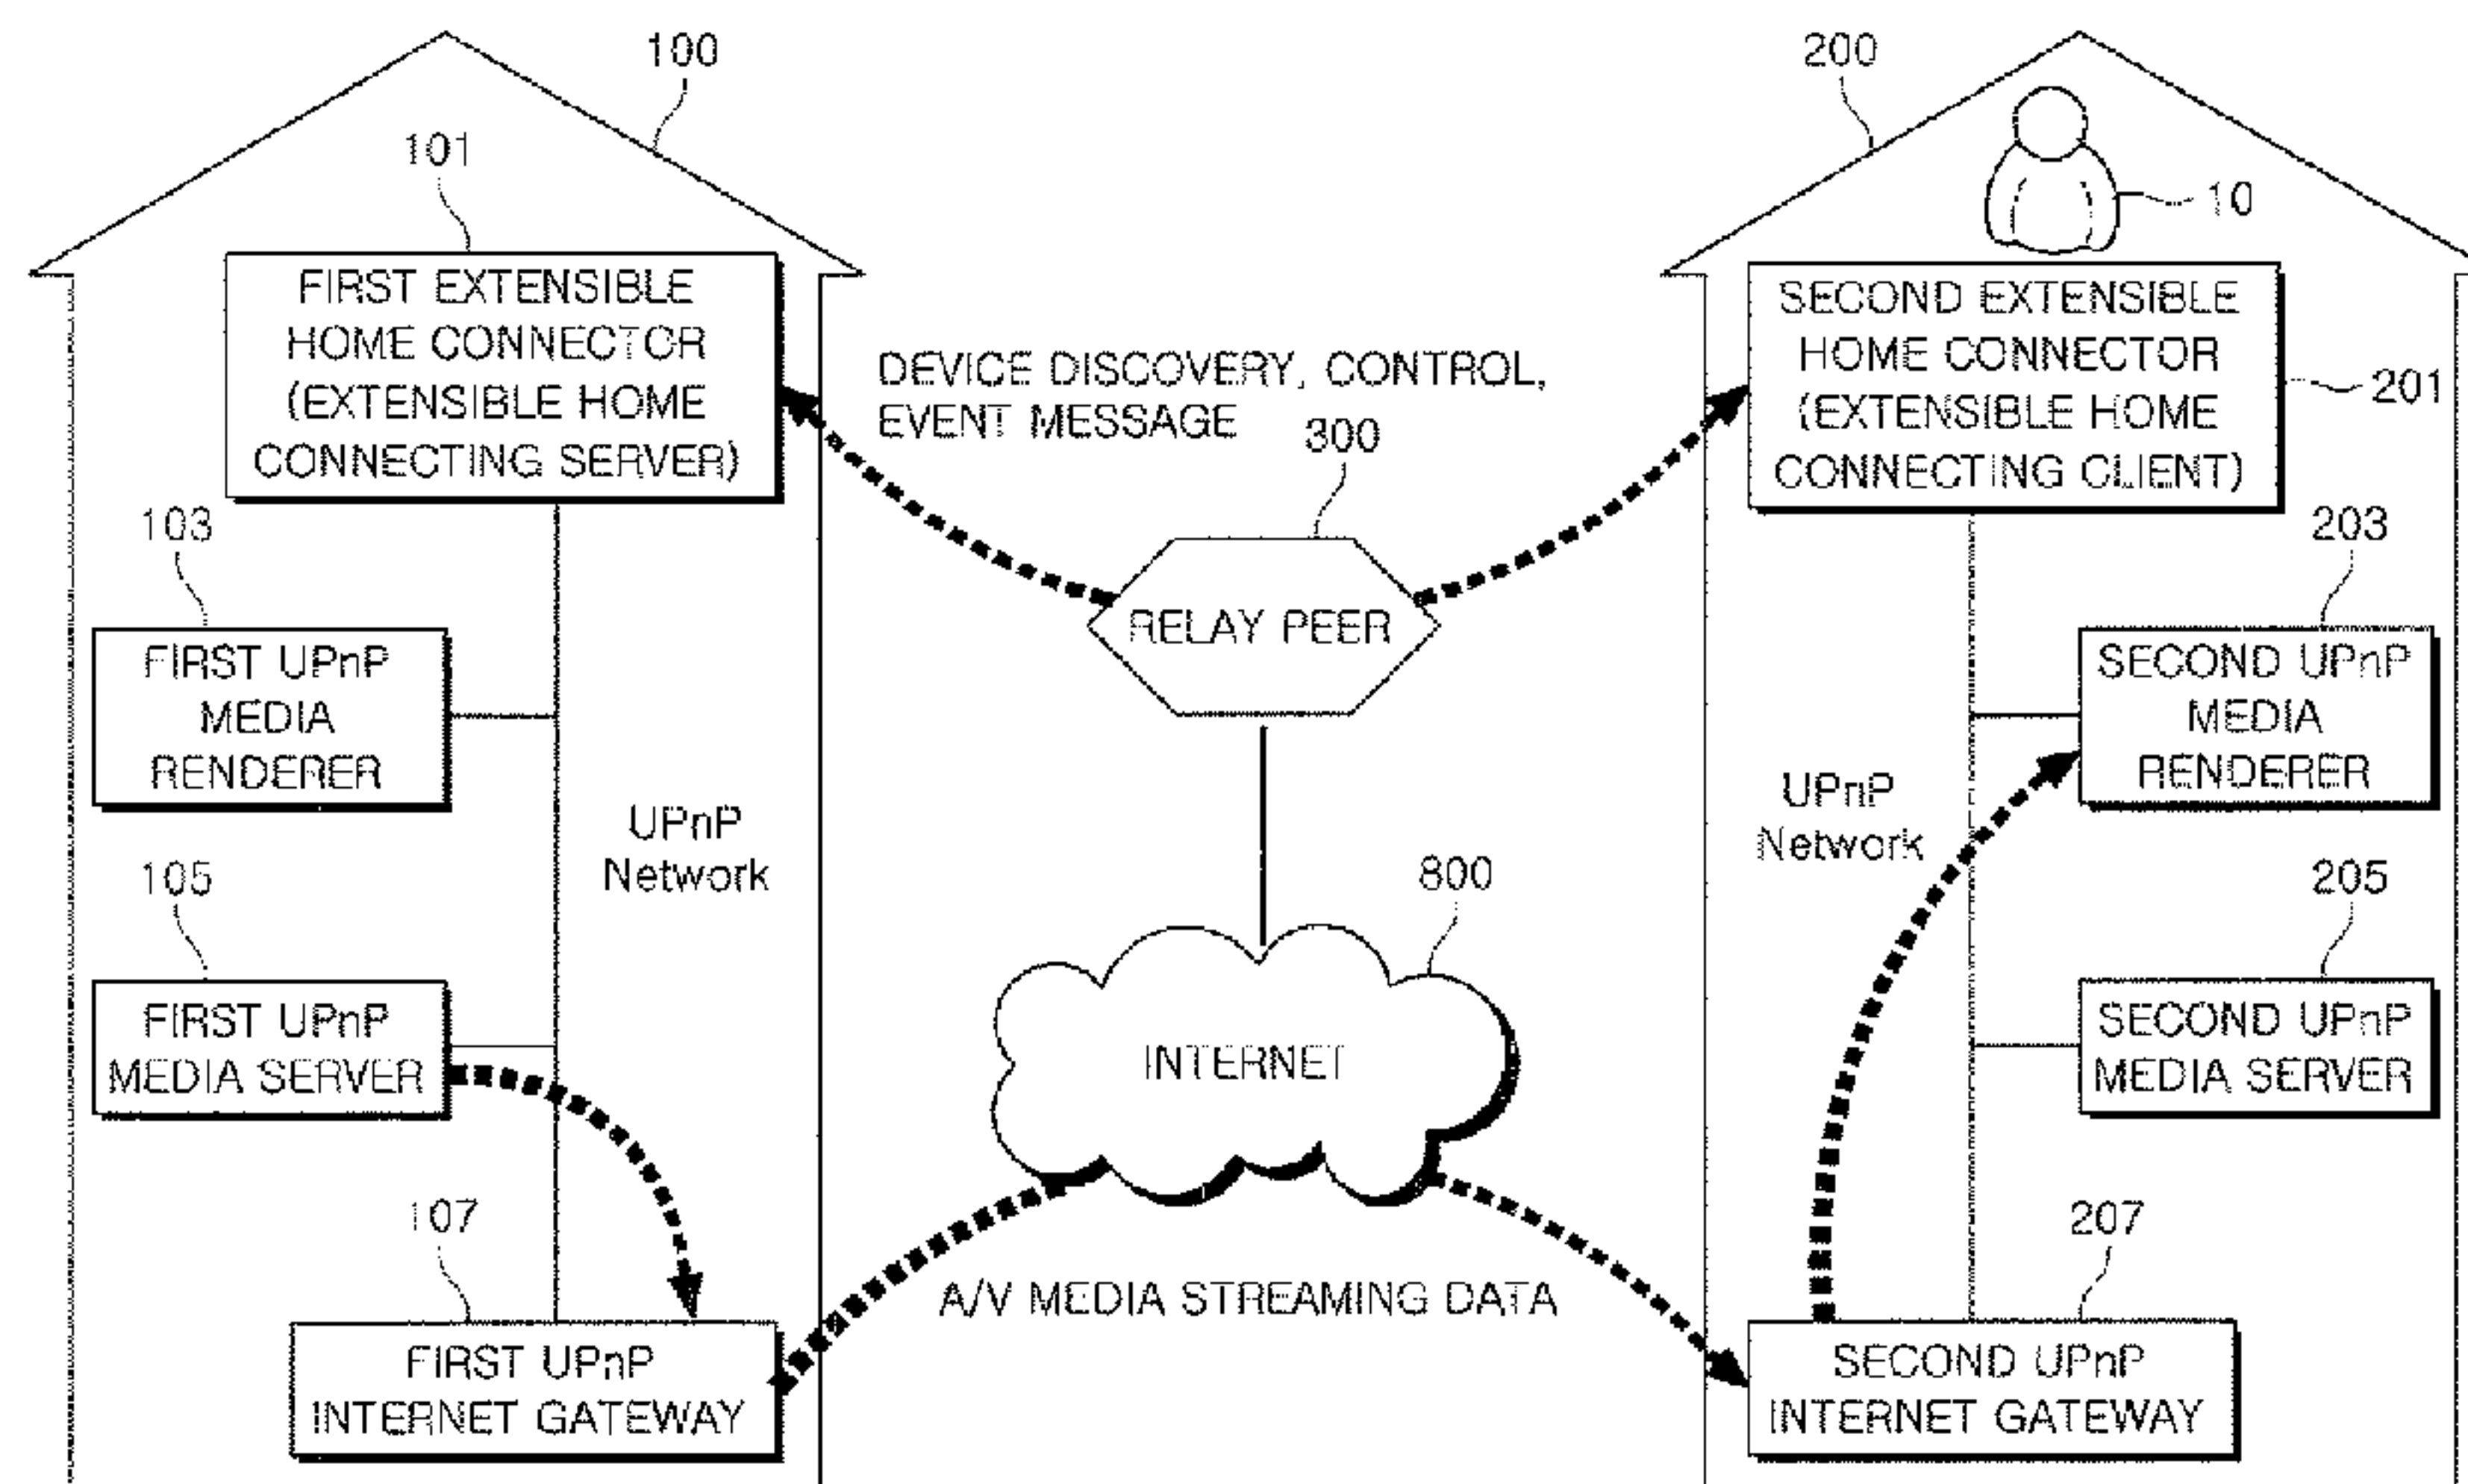 100
200
101
10
FIRST EXTENSIBLE
HOME CONNECTOR
(EXTENSIBLE HOME
CONNECTING SERVER)
SECOND EXTENSIBLE
HOME CONNECTOR
(EXTENSIBLE HOME
CONNECTING CLIENT)
201
DEVICE DISCOVERY, CONTROL,
EVENT MESSAGE
300
103
203
RELAY PEER
FIRST UPnP
MEDIA
RENDERER
SECOND UPnP
MEDIA
RENDERER
UPnP
Network
UPnP
Network
105
800
205
FIRST UPnP
MEDIA SERVER
INTERNET
SECOND UPnP
MEDIA SERVER
107
207
A/V MEDIA STREAMING DATA
FIRST UPnP
INTERNET GATEWAY
SECOND UPnP
INTERNET GATEWAY